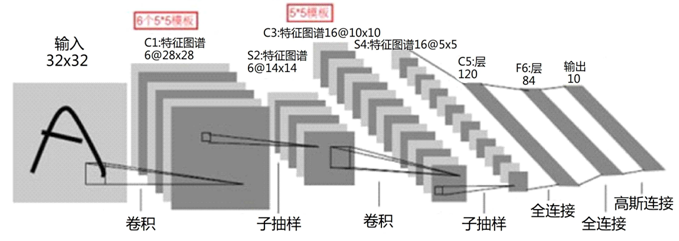 6个5*5模板
5*5模板
输入
32x32
C1:特征图谱
6@28x28
S2:特征图谱
6@14x14
C3:特征图谱16@10x10
S4:特征图谱16@5x5
C5:层
120
F6:层
84
输出
10
卷积
子抽样
卷积
子抽样
全连接
全连接
高斯连接